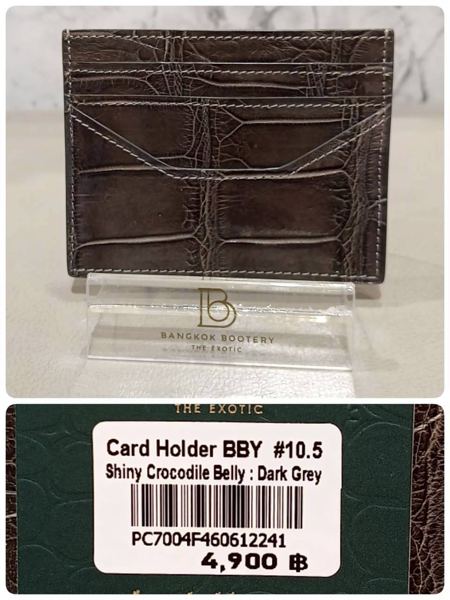 B
BANGKOK BOOTERY
THE EXOTIC
THE EXOTIC
Card Holder BBY #10.5
Shiny Crocodile Belly : Dark Grey
PC7004F460612241
4,900 ฿